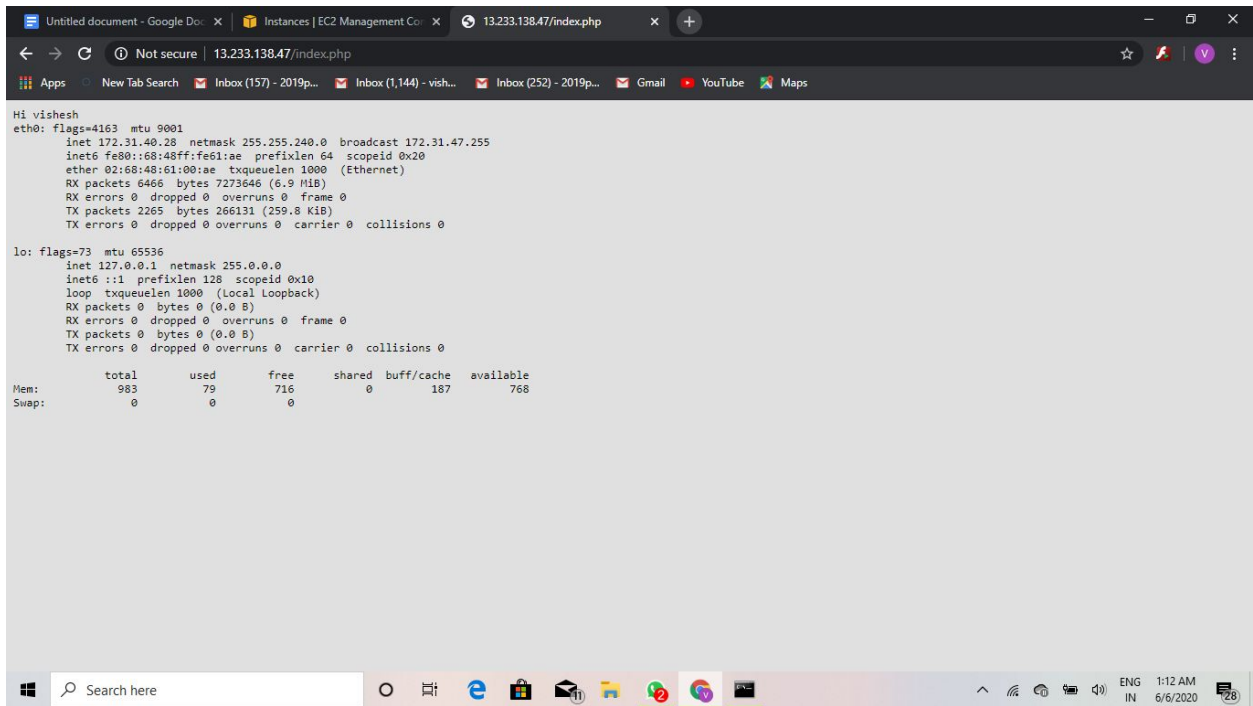 Untitled document - Google Doc
Instances | EC2 Management Con
13.233.138.47/index.php
Not secure | 13.233.138.47/index.php
V
Apps
New Tab Search
Inbox (157) - 2019p...
Inbox (1,144) - vish...
Inbox (252) - 2019p...
Gmail
YouTube
Maps
Hi vishesh
eth0: flags=4163 mtu 9001
inet 172.31.40.28 netmask 255.255.240.0 broadcast 172.31.47.255
inet6 fe80::68:48ff:fe61:ae prefixlen 64 scopeid 0x20
ether 02:68:48:61:00:ae txqueuelen 1000 (Ethernet)
RX packets 6466 bytes 7273646 (6.9 MiB)
RX errors 0 dropped 0 overruns 0 frame 0
TX packets 2265 bytes 266131 (259.8 KiB)
TX errors 0 dropped 0 overruns 0 carrier 0 collisions 0
lo: flags=73 mtu 65536
inet 127.0.0.1 netmask 255.0.0.0
inet6 ::1 prefixlen 128 scopeid 0x10
loop txqueuelen 1000 (Local Loopback)
RX packets 0 bytes 0 (0.0 B)
RX errors 0 dropped 0 overruns 0 frame 0
TX packets 0 bytes 0 (0.0 B)
TX errors 0 dropped 0 overruns 0 carrier 0 collisions 0
total used free shared buff/cache available
Mem: 983 79 716 0 187 768
Swap: 0 0 0
Search here
11
2
V
ENG
IN
1:12 AM
6/6/2020
28